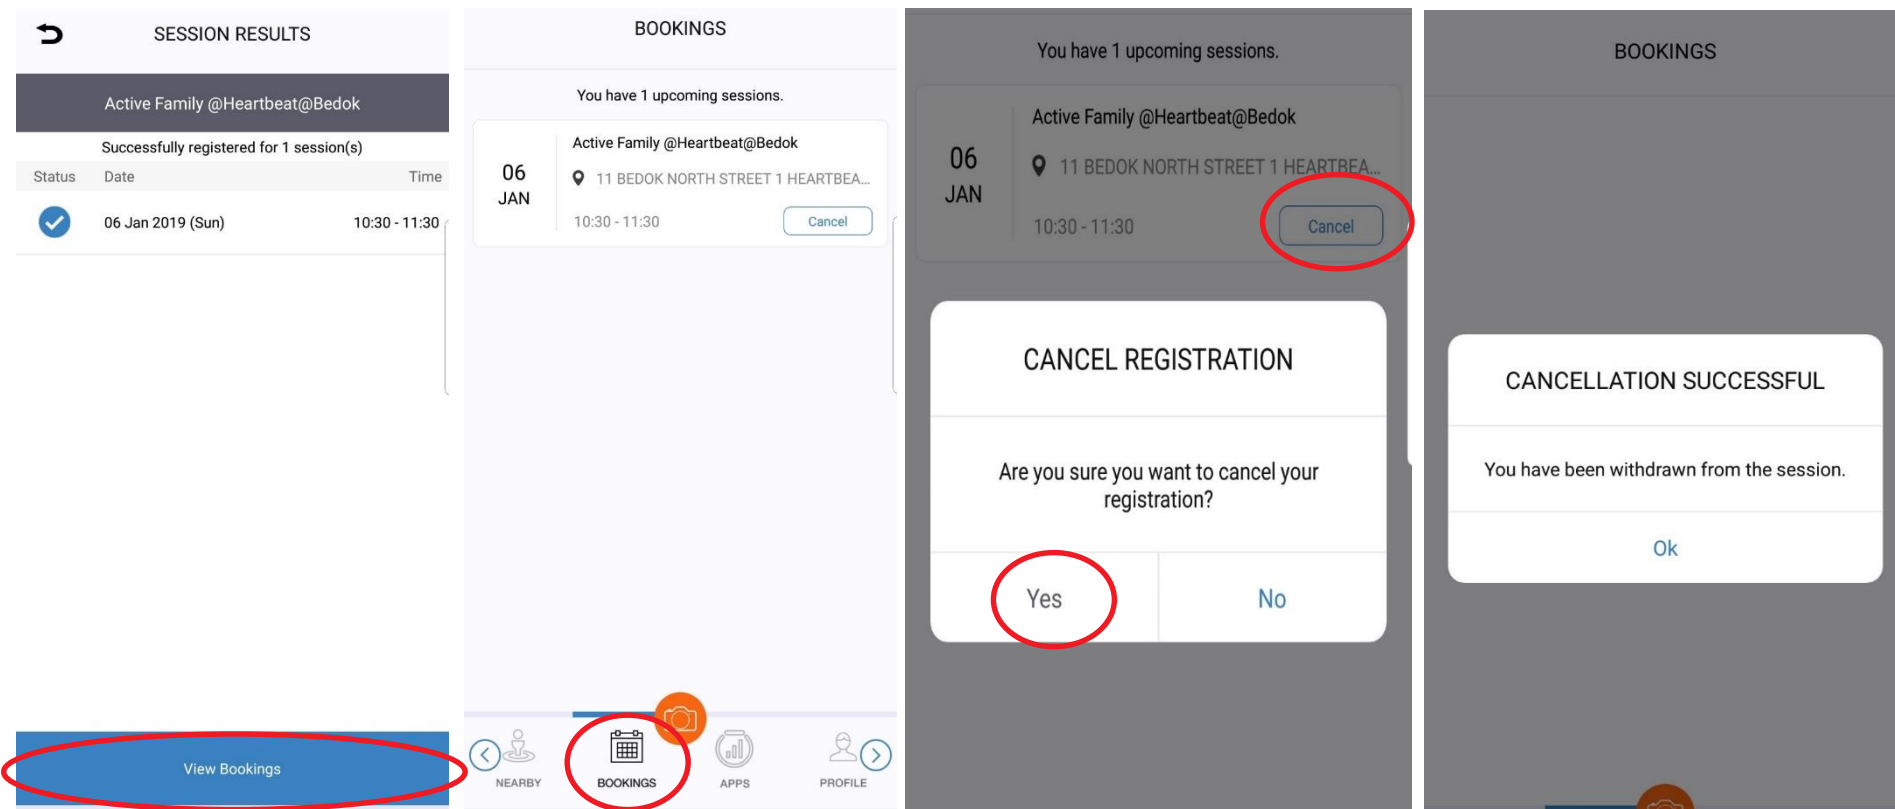 SESSION RESULTS
Active Family @Heartbeat@Bedok
Successfully registered for 1 session(s)
Status Date Time
06 Jan 2019 (Sun) 10:30 - 11:30
View Bookings
BOOKINGS
You have 1 upcoming sessions.
06
JAN
Active Family @Heartbeat@Bedok
11 BEDOK NORTH STREET 1 HEARTBEA...
10:30 - 11:30 Cancel
NEARBY BOOKINGS APPS PROFILE
You have 1 upcoming sessions.
06
JAN
Active Family @Heartbeat@Bedok
11 BEDOK NORTH STREET 1 HEARTBEA...
10:30 - 11:30 Cancel
CANCEL REGISTRATION
Are you sure you want to cancel your
registration?
Yes No
BOOKINGS
CANCELLATION SUCCESSFUL
You have been withdrawn from the session.
Ok